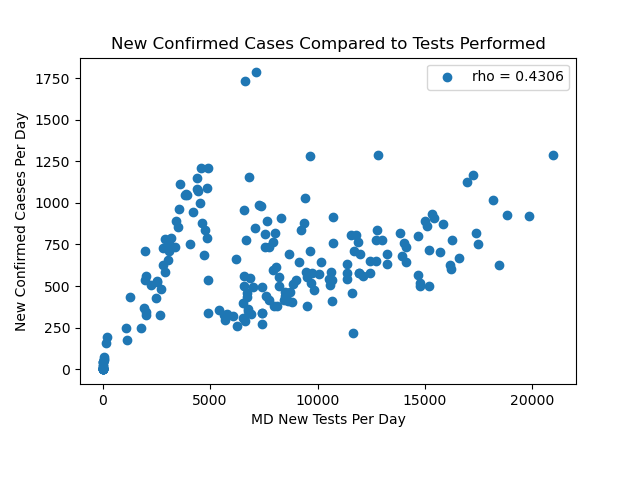 New Confirmed Cases Compared to Tests Performed
rho = 0.4306
1750
1500
1250
1000
750
500
250
0
New Confirmed Caeses Per Day
0 5000 10000 15000 20000
MD New Tests Per Day